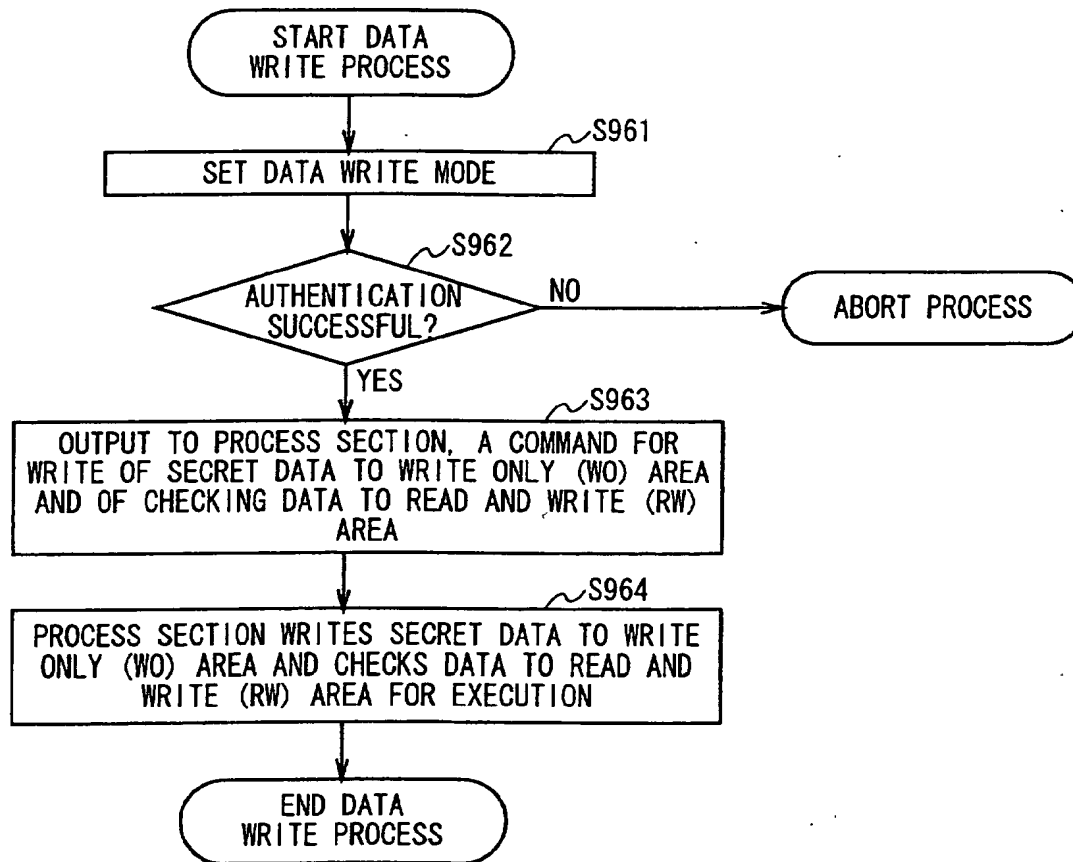 START DATA
WRITE PROCESS
S961
SET DATA WRITE MODE
S962
AUTHENTICATION
SUCCESSFUL?
NO
ABORT PROCESS
YES
S963
OUTPUT TO PROCESS SECTION, A COMMAND FOR
WRITE OF SECRET DATA TO WRITE ONLY (WO) AREA
AND OF CHECKING DATA TO READ AND WRITE (RW)
AREA
S964
PROCESS SECTION WRITES SECRET DATA TO WRITE
ONLY (WO) AREA AND CHECKS DATA TO READ AND
WRITE (RW) AREA FOR EXECUTION
END DATA
WRITE PROCESS